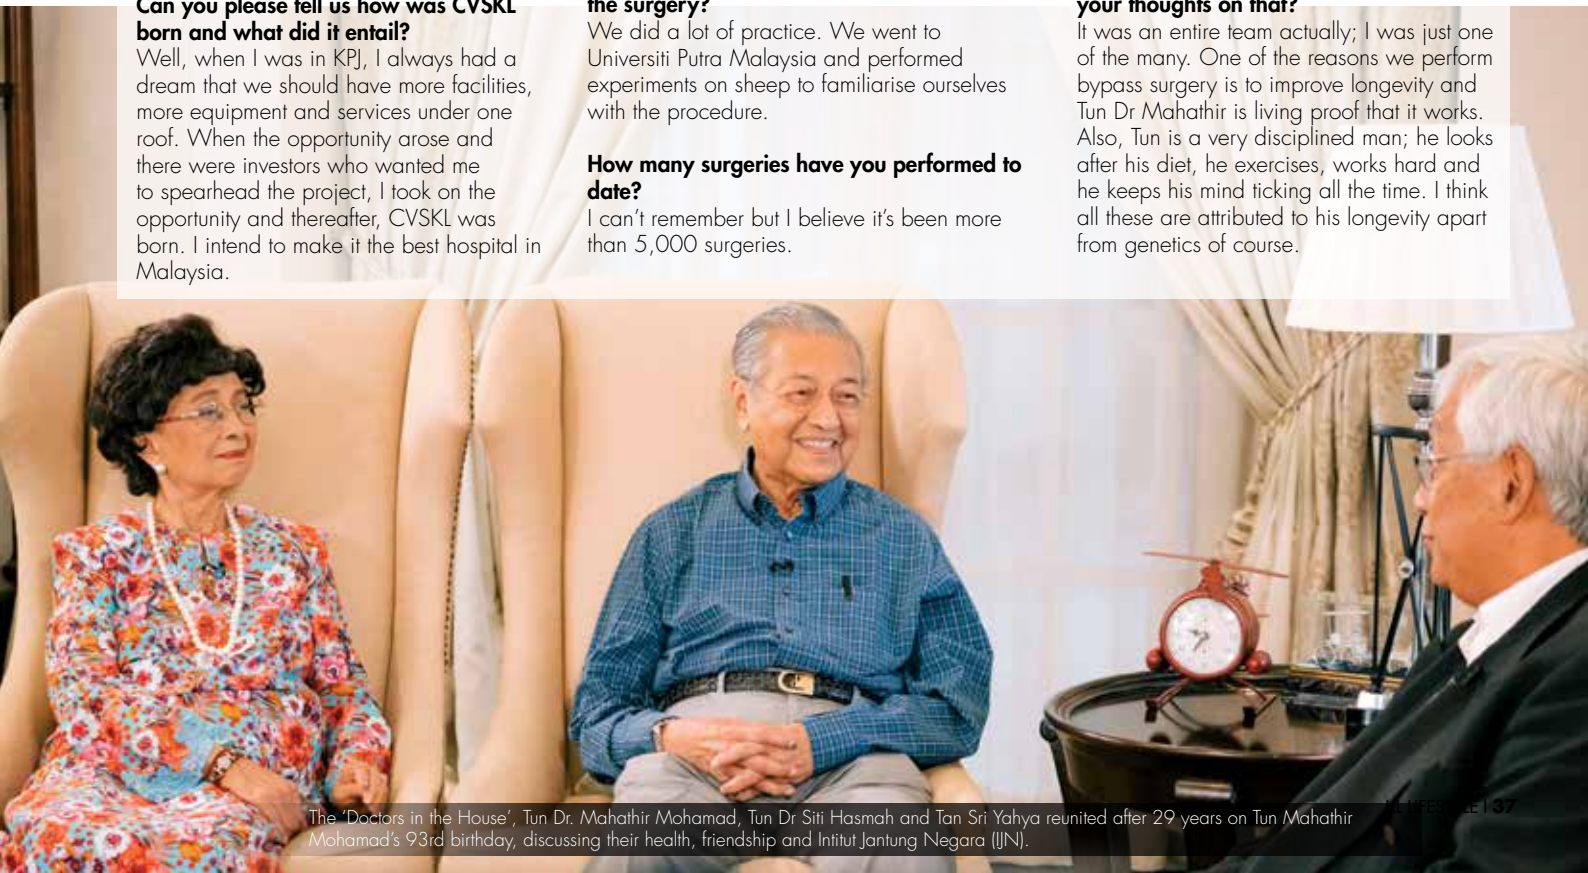 Can you please tell us how was CVSKL
born and what did it entail?
Well, when I was in KPJ, I always had a
dream that we should have more facilities,
more equipment and services under one
roof. When the opportunity arose and
there were investors who wanted me
to spearhead the project, I took on the
opportunity and thereafter, CVSKL was
born. I intend to make it the best hospital in
Malaysia.
the surgery?
We did a lot of practice. We went to
Universiti Putra Malaysia and performed
experiments on sheep to familiarise ourselves
with the procedure.
How many surgeries have you performed to
date?
I can't remember but I believe it's been more
than 5,000 surgeries.
your thoughts on that?
It was an entire team actually; I was just one
of the many. One of the reasons we perform
bypass surgery is to improve longevity and
Tun Dr Mahathir is living proof that it works.
Also, Tun is a very disciplined man; he looks
after his diet, he exercises, works hard and
he keeps his mind ticking all the time. I think
all these are attributed to his longevity apart
from genetics of course.
The 'Doctors in the House', Tun Dr. Mahathir Mohamad, Tun Dr Siti Hasmah and Tan Sri Yahya reunited after 29 years on Tun Mahathir
Mohamad's 93rd birthday, discussing their health, friendship and Intitut Jantung Negara (IJN).
| 37